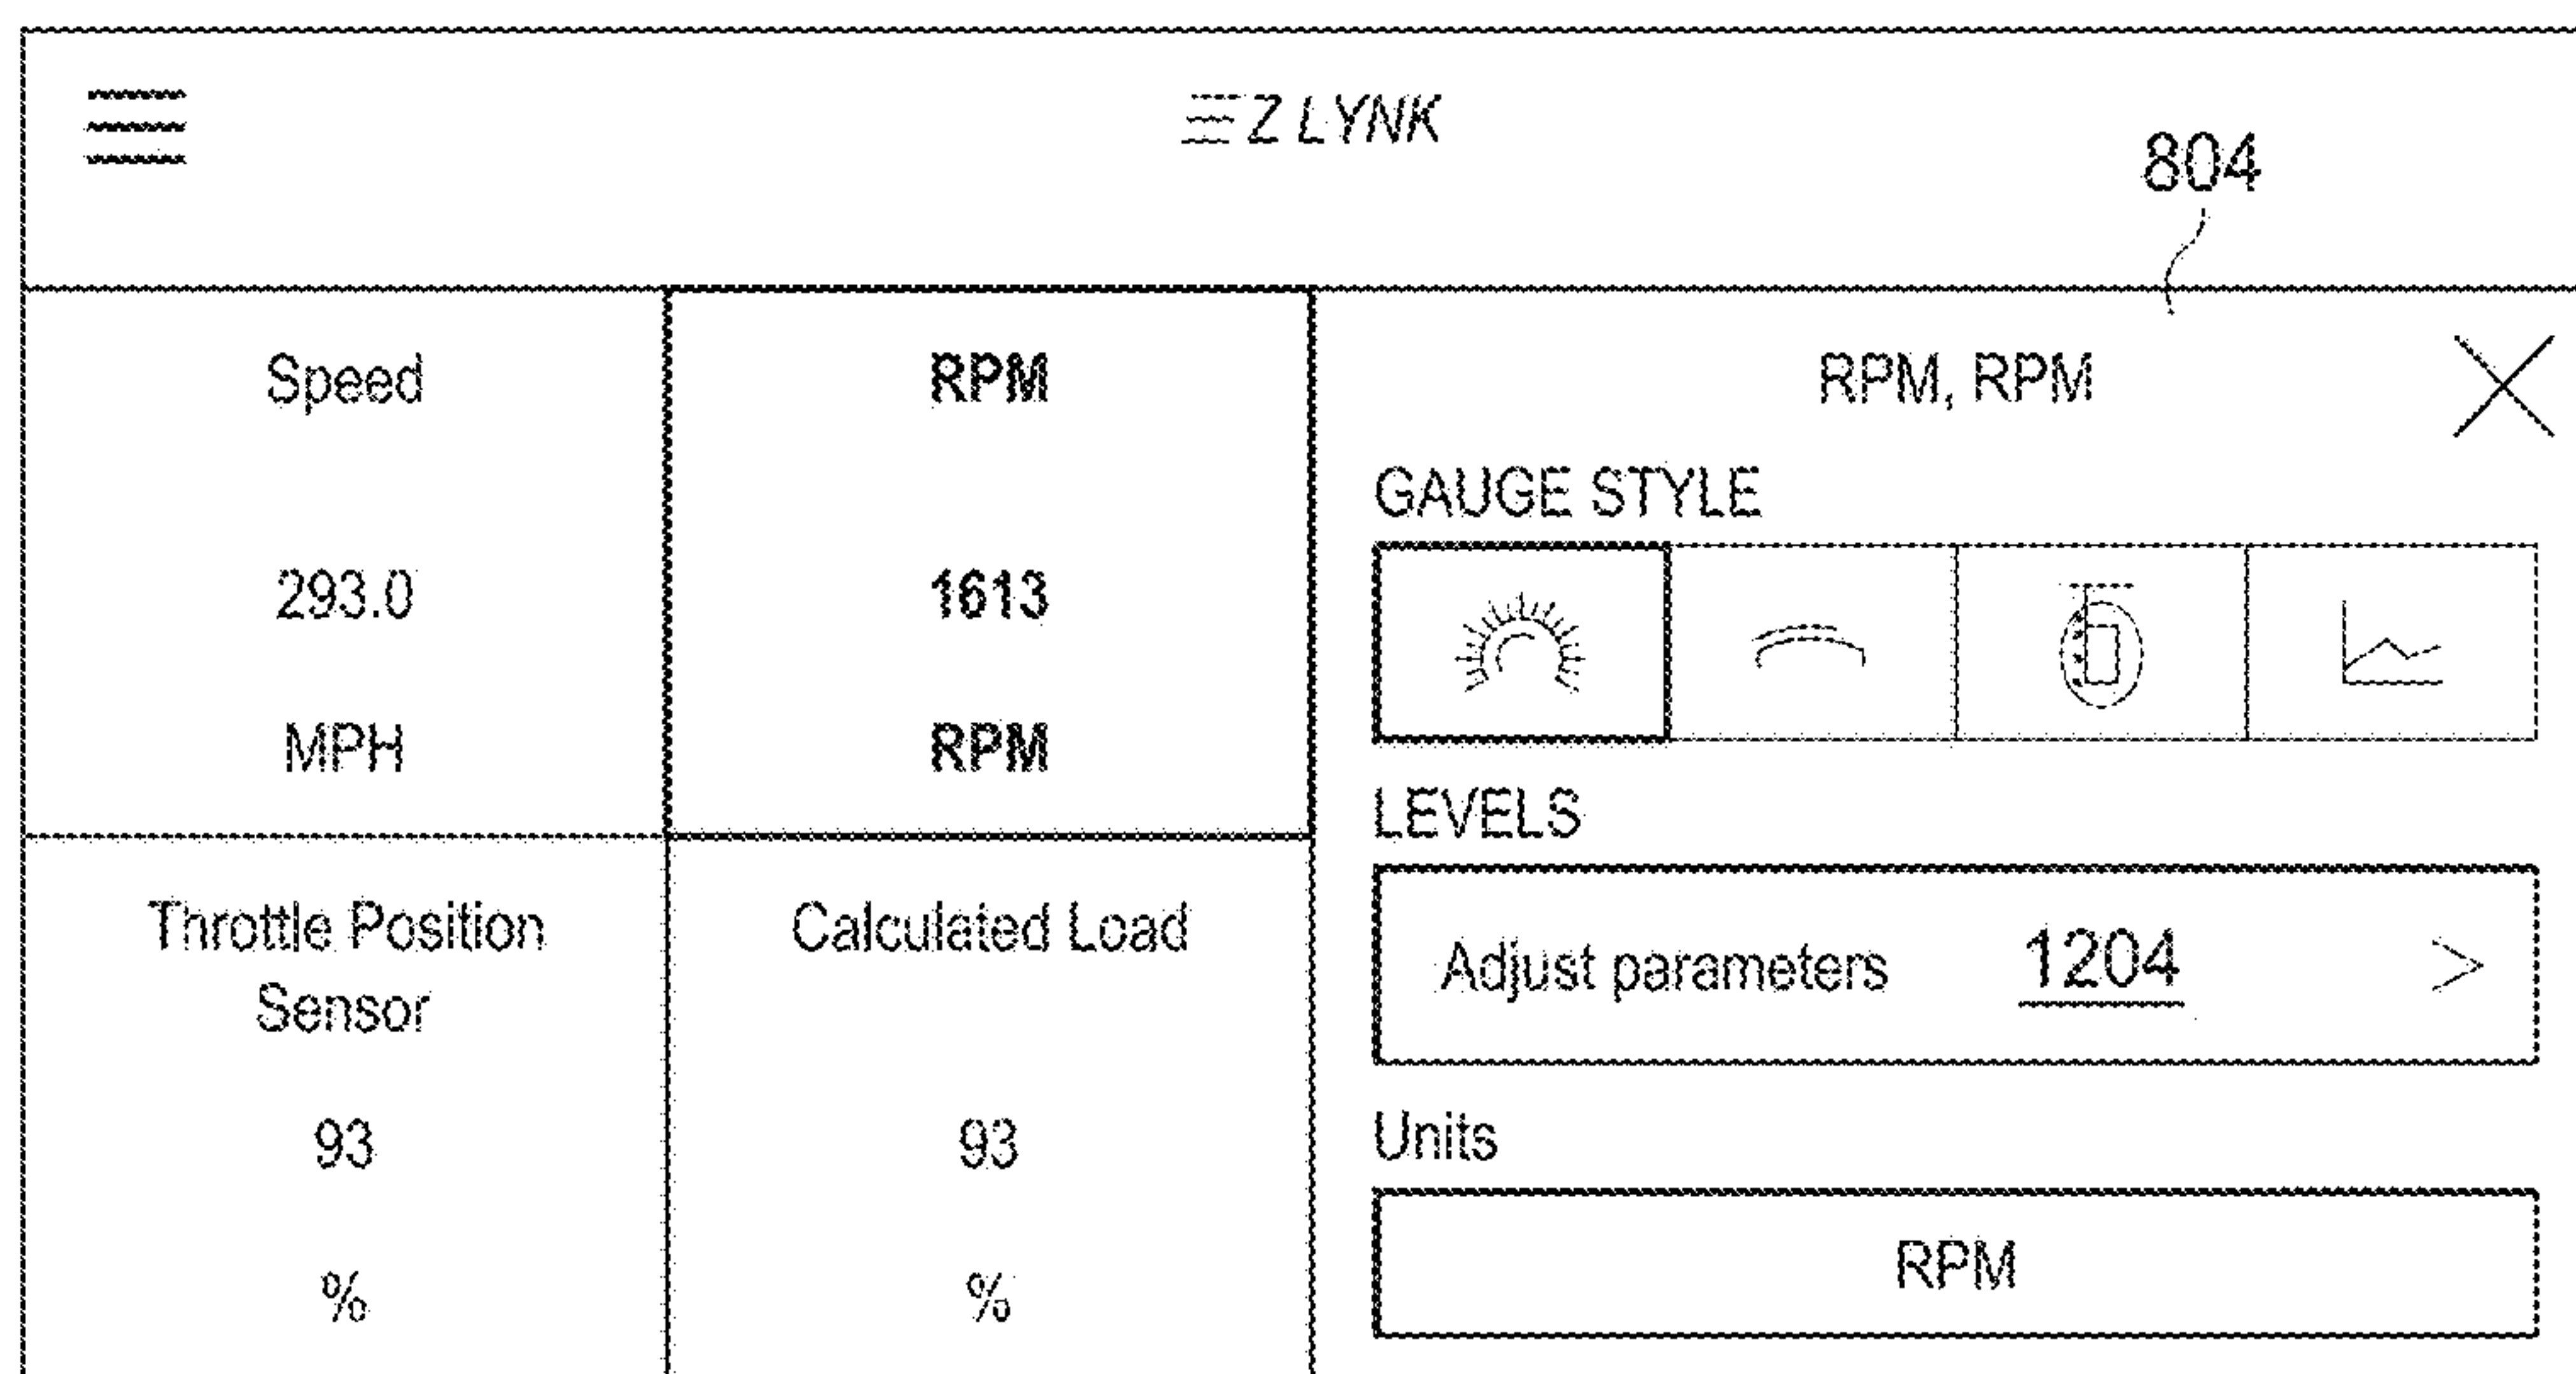 EZ LYNK
804
Speed
293.0
MPH
RPM
1613
RPM
Throttle Position
Sensor
93
%
Calculated Load
93
%
RPM, RPM
GAUGE STYLE
LEVELS
Adjust parameters 1204 >
Units
RPM